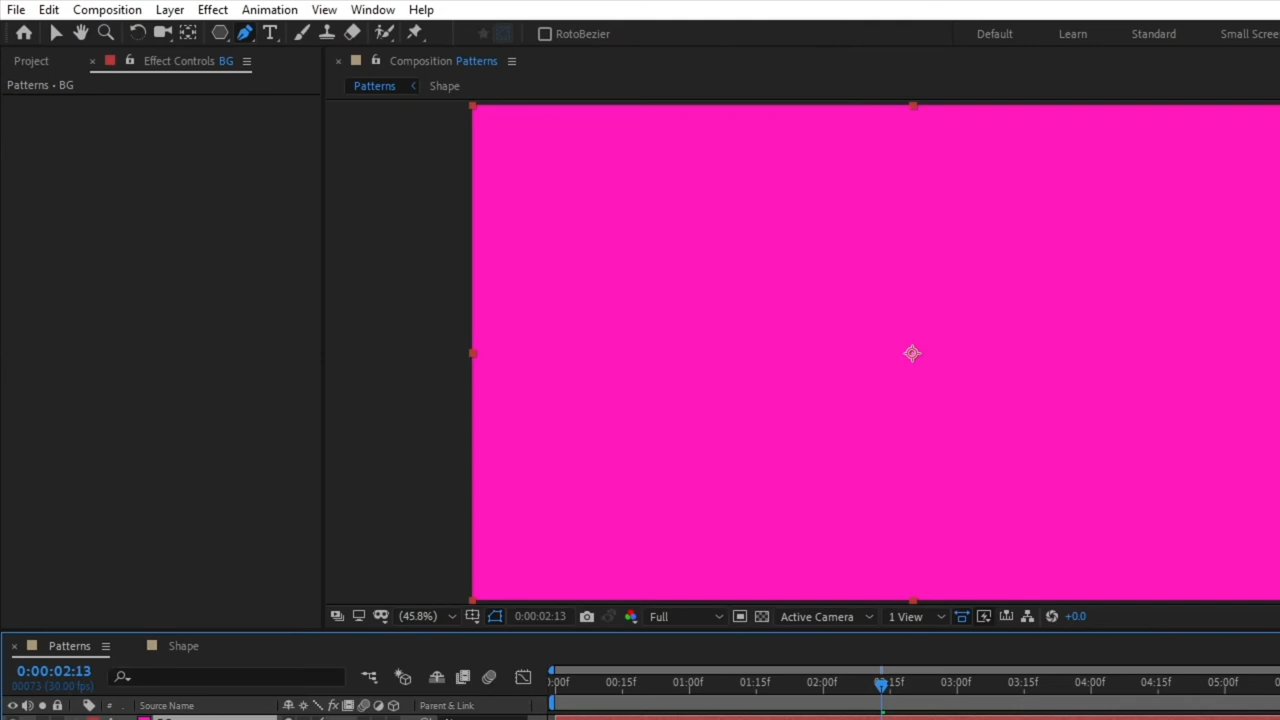 File Edit Composition Layer Effect Animation View Window Help
RotoBezier Default Learn Standard Small Scree
Project Effect Controls BG Composition Patterns
Patterns • BG Patterns Shape
(45.8%) 0:00:02:13 Full Active Camera 1 View +0.0
Patterns Shape
0:00:02:13
00073 (30.00 fps)
:00f 00:15f 01:00f 01:15f 02:00f 02:15f 03:00f 03:15f 04:00f 04:15f 05:00f
# Source Name fx Parent & Link